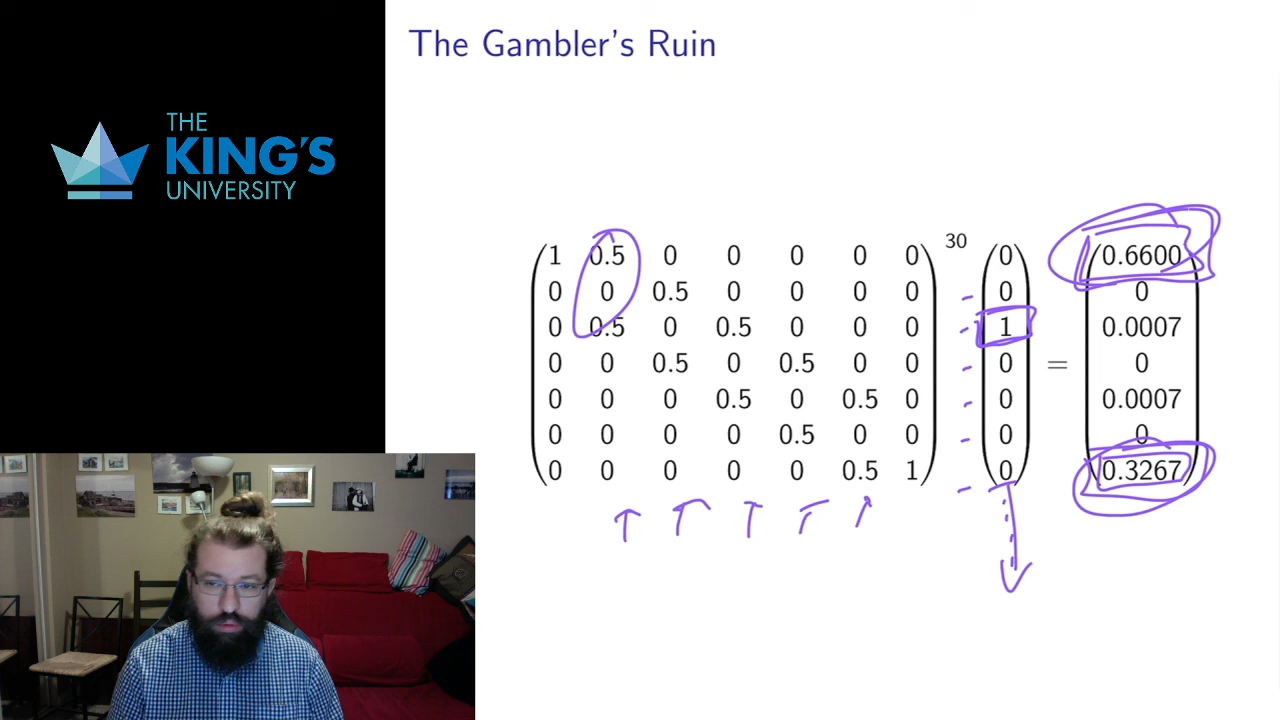 THE
KING'S
UNIVERSITY
The Gambler's Ruin
1 0.5 0 0 0 0 0
0 0 0.5 0 0 0 0
0 0.5 0 0.5 0 0 0
0 0 0.5 0 0.5 0 0
0 0 0 0.5 0 0.5 0
0 0 0 0 0.5 0 0
0 0 0 0 0 0.5 1
30
0
0
1
0
0
0
0
=
0.6600
0
0.0007
0
0.0007
0
0.3267